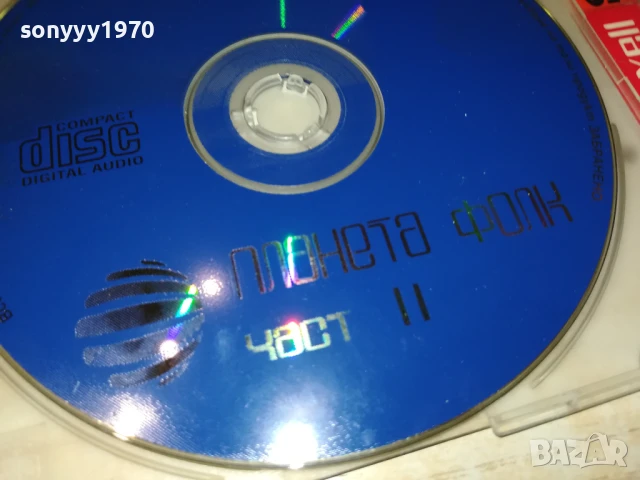 sonyyy1970
COMPACT
disc
DIGITAL AUDIO
планета фолк
част II
BAZAR